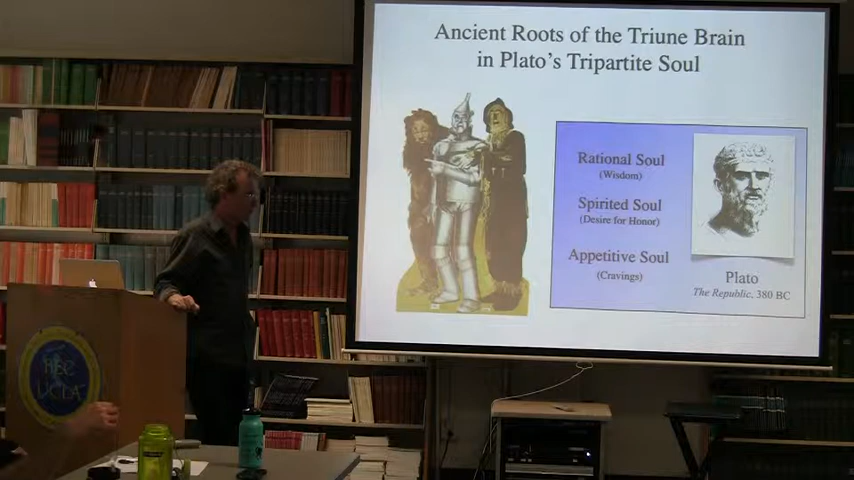 Ancient Roots of the Triune Brain
in Plato's Tripartite Soul
Rational Soul
(Wisdom)
Spirited Soul
(Desire for Honor)
Appetitive Soul
(Cravings)
Plato
The Republic, 380 BC
UCLA